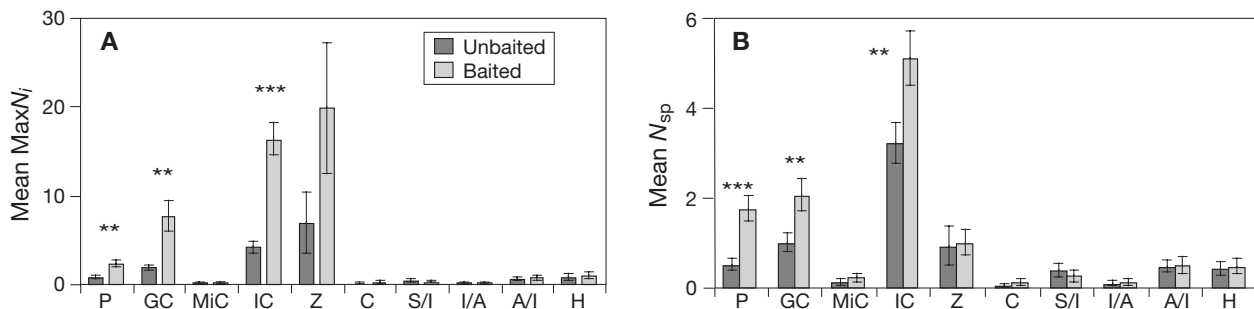 A
Unbaited
Baited
Mean MaxNi
30
20
10
0
**
**
***
P GC MiC IC Z C S/I I/A A/I H
B
Mean Nsp
6
4
2
0
***
**
**
P GC MiC IC Z C S/I I/A A/I H